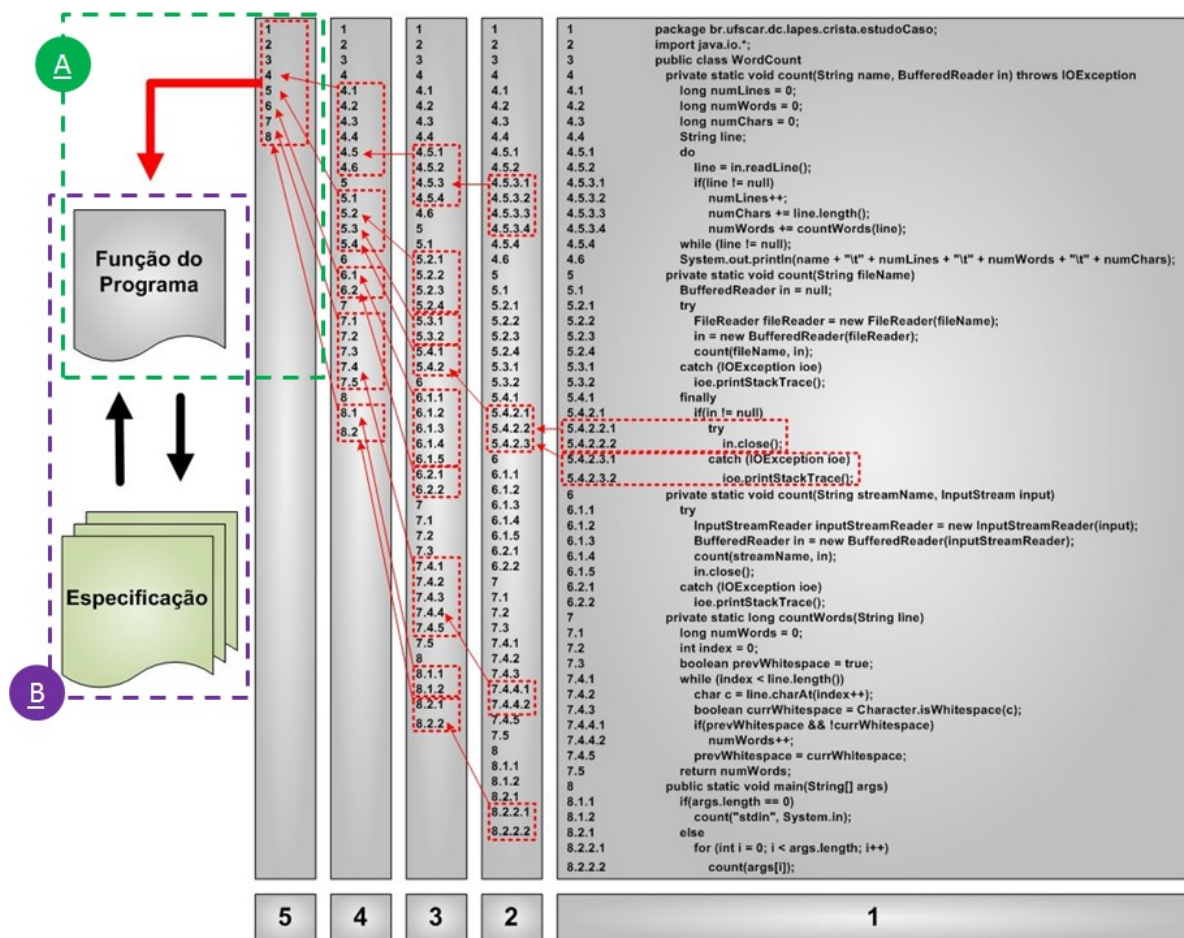 A
Função do
Programa
Especificação
B
1
2
3
4
5
6
7
8
5
1
2
3
4
4.1
4.2
4.3
4.4
4.5
4.6
5
5.1
5.2
5.3
5.4
6
6.1
6.2
7
7.1
7.2
7.3
7.4
7.5
8
8.1
8.2
4
1
2
3
4
4.1
4.2
4.3
4.4
4.5.1
4.5.2
4.5.3
4.5.4
4.6
5
5.1
5.2.1
5.2.2
5.2.3
5.2.4
5.3.1
5.3.2
5.4.1
5.4.2
6
6.1.1
6.1.2
6.1.3
6.1.4
6.1.5
6.2.1
6.2.2
7
7.1
7.2
7.3
7.4.1
7.4.2
7.4.3
7.4.4
7.4.5
7.5
8
8.1.1
8.1.2
8.2.1
8.2.2
3
1
2
3
4
4.1
4.2
4.3
4.4
4.5.1
4.5.2
4.5.3.1
4.5.3.2
4.5.3.3
4.5.3.4
4.5.4
4.6
5
5.1
5.2.1
5.2.2
5.2.3
5.2.4
5.3.1
5.3.2
5.4.1
5.4.2.1
5.4.2.2
5.4.2.3
6
6.1.1
6.1.2
6.1.3
6.1.4
6.1.5
6.2.1
6.2.2
7
7.1
7.2
7.3
7.4.1
7.4.2
7.4.3
7.4.4.1
7.4.4.2
7.4.5
7.5
8
8.1.1
8.1.2
8.2.1
8.2.2.1
8.2.2.2
2
1 package br.ufscar.dc.lapes.crista.estudoCaso;
2 import java.io.*;
3 public class WordCount
4 private static void count(String name, BufferedReader in) throws IOException
4.1 long numLines = 0;
4.2 long numWords = 0;
4.3 long numChars = 0;
4.4 String line;
4.5.1 do
4.5.2 line = in.readLine();
4.5.3.1 if(line != null)
4.5.3.2 numLines++;
4.5.3.3 numChars += line.length();
4.5.3.4 numWords += countWords(line);
4.5.4 while (line != null);
4.6 System.out.println(name + "\t" + numLines + "\t" + numWords + "\t" + numChars);
5 private static void count(String fileName)
5.1 BufferedReader in = null;
5.2.1 try
5.2.2 FileReader fileReader = new FileReader(fileName);
5.2.3 in = new BufferedReader(fileReader);
5.2.4 count(fileName, in);
5.3.1 catch (IOException ioe)
5.3.2 ioe.printStackTrace();
5.4.1 finally
5.4.2.1 if(in != null)
5.4.2.2.1 try
5.4.2.2.2 in.close();
5.4.2.3.1 catch (IOException ioe)
5.4.2.3.2 ioe.printStackTrace();
6 private static void count(String streamName, InputStream input)
6.1.1 try
6.1.2 InputStreamReader inputStreamReader = new InputStreamReader(input);
6.1.3 BufferedReader in = new BufferedReader(inputStreamReader);
6.1.4 count(streamName, in);
6.1.5 in.close();
6.2.1 catch (IOException ioe)
6.2.2 ioe.printStackTrace();
7 private static long countWords(String line)
7.1 long numWords = 0;
7.2 int index = 0;
7.3 boolean prevWhitespace = true;
7.4.1 while (index < line.length())
7.4.2 char c = line.charAt(index++);
7.4.3 boolean currWhitespace = Character.isWhitespace(c);
7.4.4.1 if(prevWhitespace && !currWhitespace)
7.4.4.2 numWords++;
7.4.5 prevWhitespace = currWhitespace;
7.5 return numWords;
8 public static void main(String[] args)
8.1.1 if(args.length == 0)
8.1.2 count("stdin", System.in);
8.2.1 else
8.2.2.1 for (int i = 0; i < args.length; i++)
8.2.2.2 count(args[i]);
1